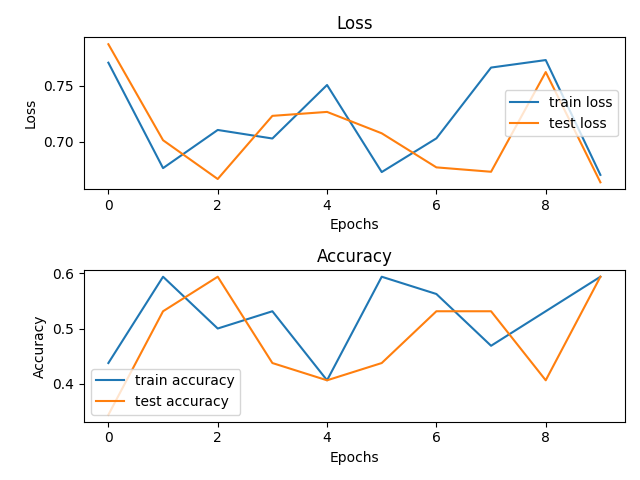 Loss
Loss
0.75
0.70
train loss
test loss
0 2 4 6 8
Epochs
Accuracy
Accuracy
0.6
0.5
0.4
train accuracy
test accuracy
0 2 4 6 8
Epochs